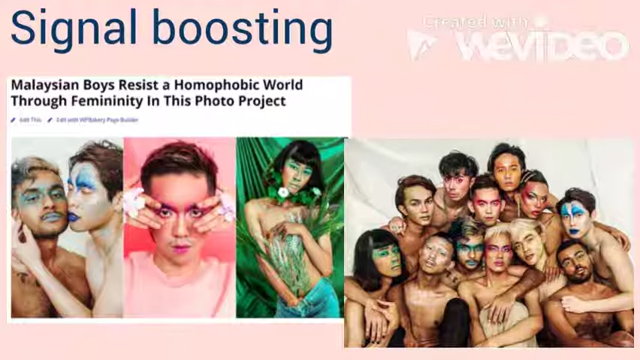 Signal boosting
Created with
WEVIDEO
Malaysian Boys Resist a Homophobic World
Through Femininity In This Photo Project
Edit This Edit with WPBakery Page Builder